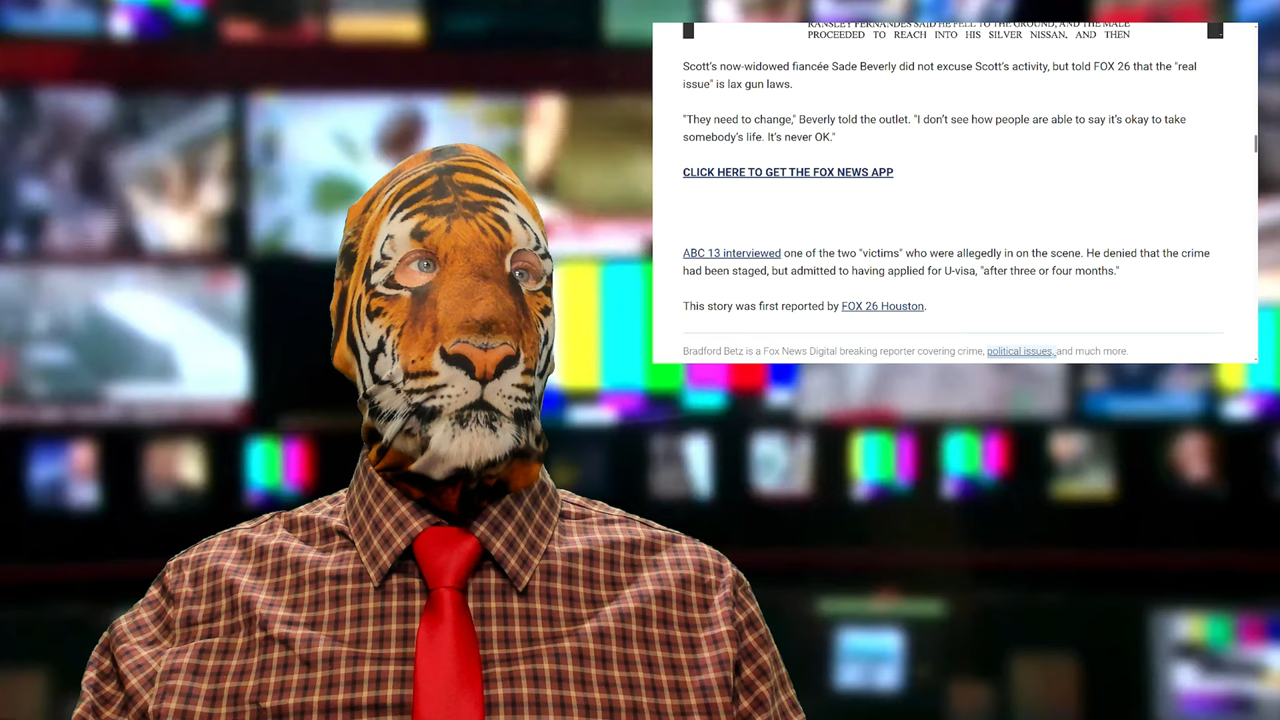 RANSLEY FERNANDES SAID HE FELL TO THE GROUND, AND THE MALE
PROCEEDED TO REACH INTO HIS SILVER NISSAN, AND THEN
Scott's now-widowed fiancée Sade Beverly did not excuse Scott's activity, but told FOX 26 that the "real
issue" is lax gun laws.
"They need to change," Beverly told the outlet. "I don't see how people are able to say it's okay to take
somebody's life. It's never OK."
CLICK HERE TO GET THE FOX NEWS APP
ABC 13 interviewed one of the two "victims" who were allegedly in on the scene. He denied that the crime
had been staged, but admitted to having applied for U-visa, "after three or four months."
This story was first reported by FOX 26 Houston.
Bradford Betz is a Fox News Digital breaking reporter covering crime, political issues, and much more.